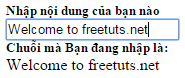 Nhập nội dung của bạn nào
Welcome to freetuts.net
Chuỗi mà Bạn đang nhập là:
Welcome to freetuts.net